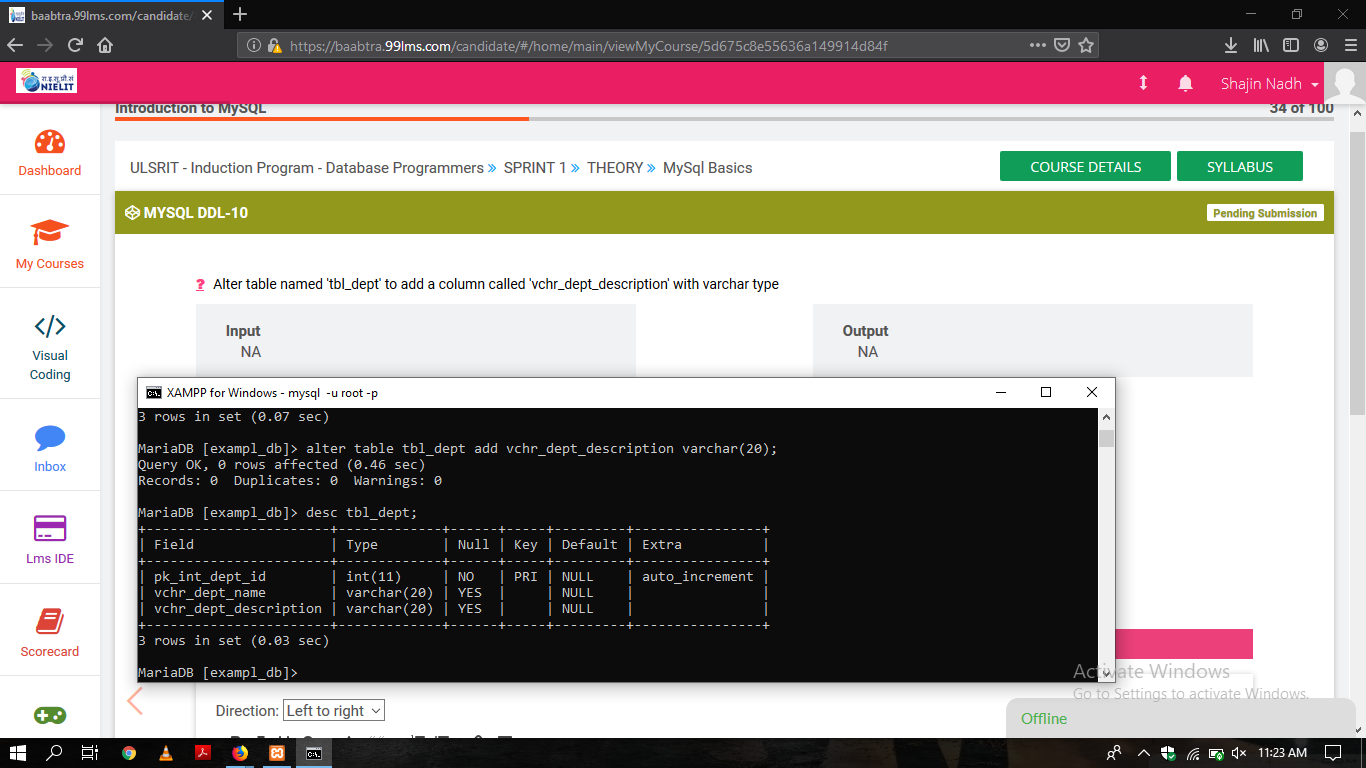 baabtra.99lms.com/candidate/
https://baabtra.99lms.com/candidate/#/home/main/viewMyCourse/5d675c8e55636a149914d84f
रा.इ.सू.प्रौ.सं
NIELIT
Shajin Nadh
Introduction to MySQL
34 of 100
Dashboard
My Courses
Visual
Coding
Inbox
Lms IDE
Scorecard
ULSRIT - Induction Program - Database Programmers » SPRINT 1 » THEORY » MySql Basics
COURSE DETAILS
SYLLABUS
MYSQL DDL-10
Pending Submission
? Alter table named 'tbl_dept' to add a column called 'vchr_dept_description' with varchar type
Input
NA
Output
NA
XAMPP for Windows - mysql -u root -p
3 rows in set (0.07 sec)
MariaDB [exampl_db]> alter table tbl_dept add vchr_dept_description varchar(20);
Query OK, 0 rows affected (0.46 sec)
Records: 0 Duplicates: 0 Warnings: 0
MariaDB [exampl_db]> desc tbl_dept;
+-----------------------+-------------+------+-----+---------+----------------+
| Field | Type | Null | Key | Default | Extra |
+-----------------------+-------------+------+-----+---------+----------------+
| pk_int_dept_id | int(11) | NO | PRI | NULL | auto_increment |
| vchr_dept_name | varchar(20) | YES | | NULL | |
| vchr_dept_description | varchar(20) | YES | | NULL | |
+-----------------------+-------------+------+-----+---------+----------------+
3 rows in set (0.03 sec)
MariaDB [exampl_db]>
Activate Windows
Go to Settings to activate Windows.
Direction: Left to right
Offline
11:23 AM